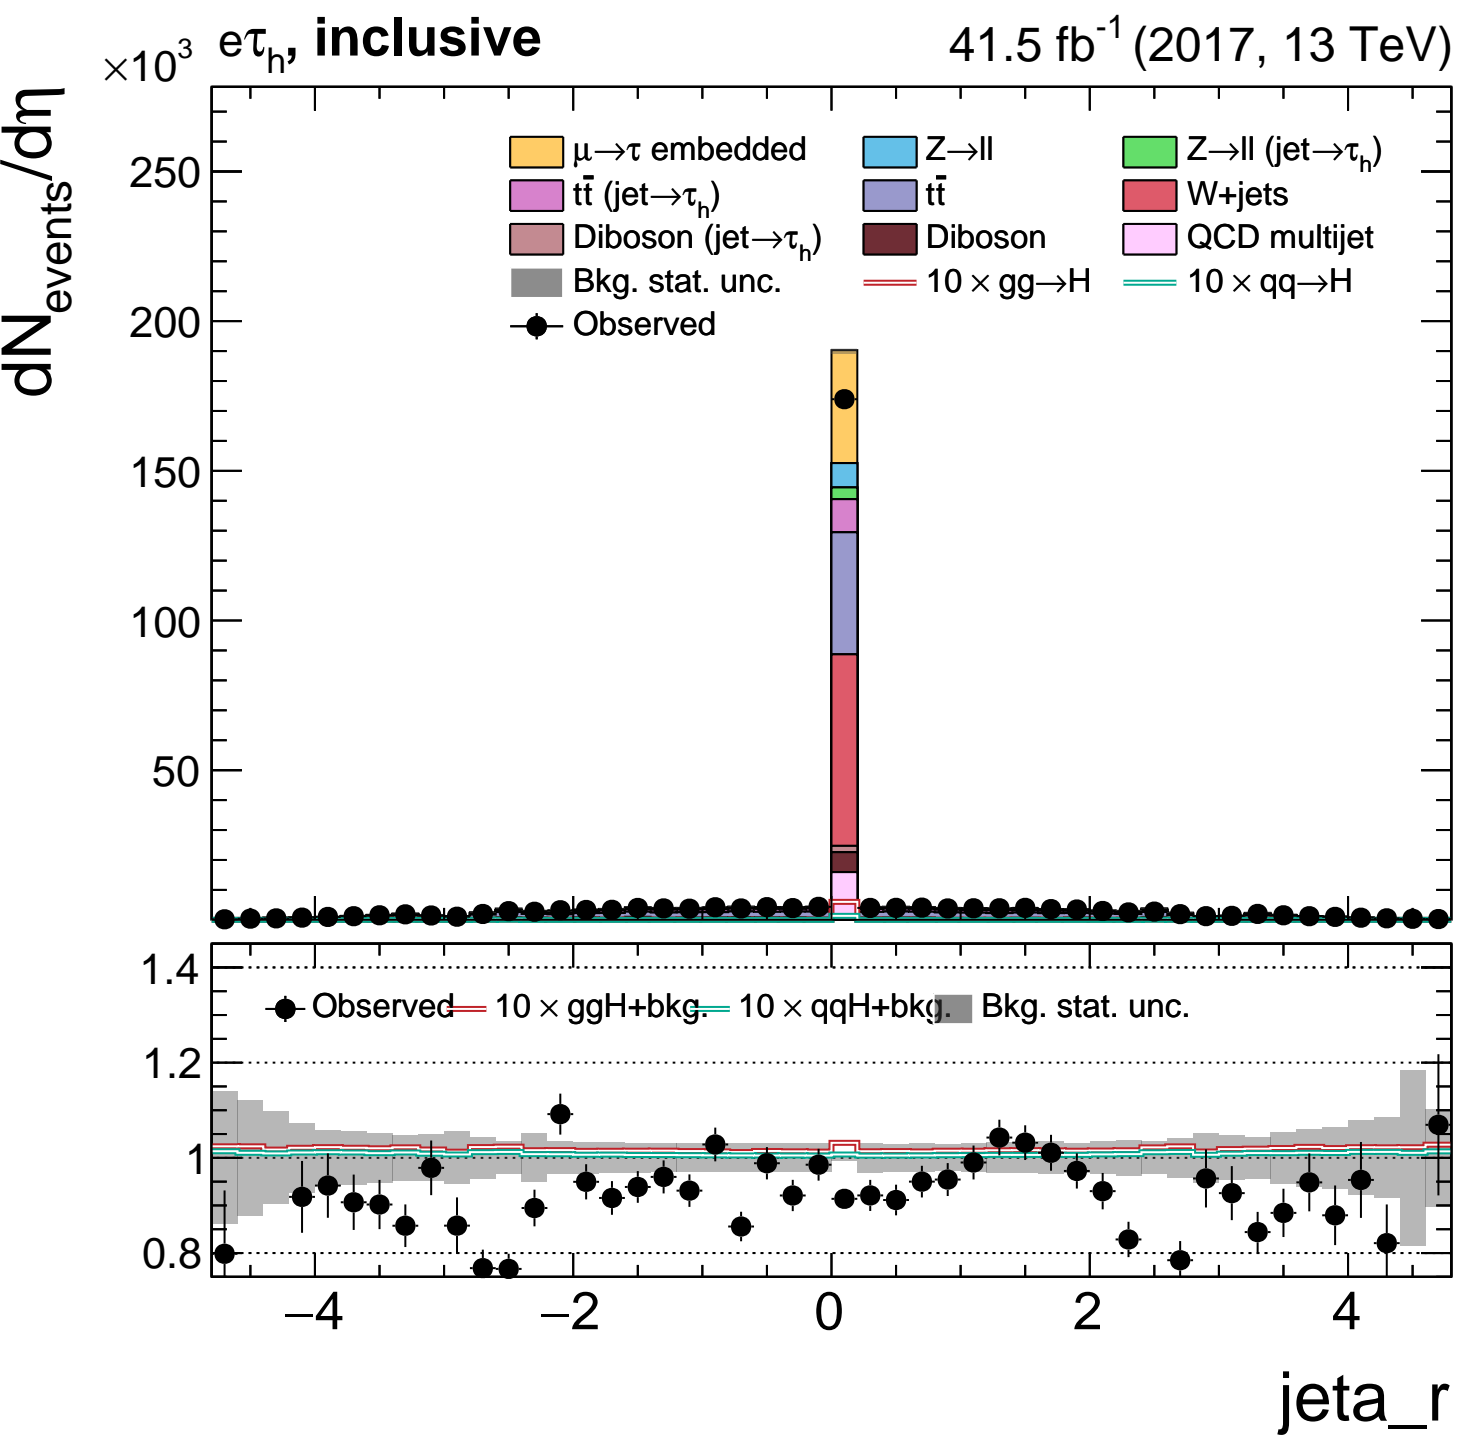 ×10³ eτₕ, inclusive 41.5 fb⁻¹ (2017, 13 TeV)
dN_events/dη
μ→τ embedded Z→ll Z→ll (jet→τₕ)
tt̄ (jet→τₕ) tt̄ W+jets
Diboson (jet→τₕ) Diboson QCD multijet
Bkg. stat. unc. 10 × gg→H 10 × qq→H
Observed
250
200
150
100
50
1.4
Observed 10 × ggH+bkg. 10 × qqH+bkg. Bkg. stat. unc.
1.2
1
0.8
−4 −2 0 2 4
jeta_r